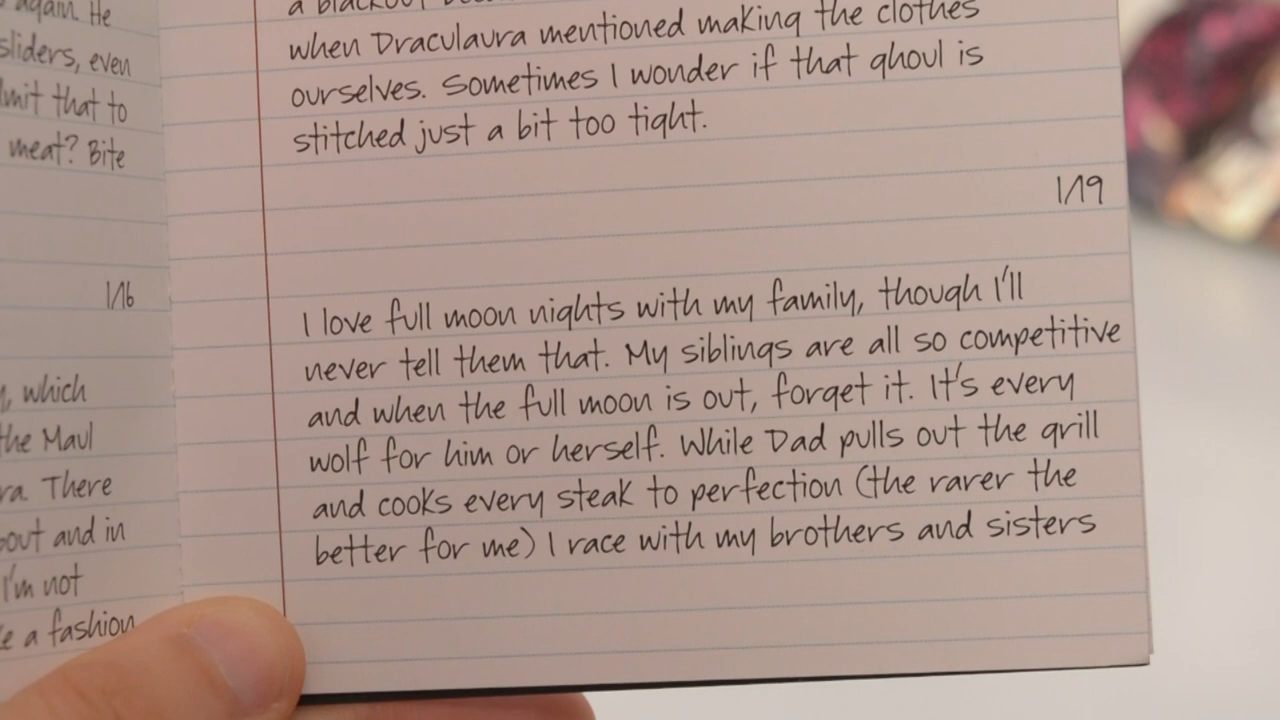 again. He
sliders, even
that to
meat? Bite
1/16
which
the Maul
There
and in
I'm not
a fashion
a blackout
when Draculaura mentioned making the clothes
ourselves. Sometimes I wonder if that ghoul is
stitched just a bit too tight.
1/19
I love full moon nights with my family, though I'll
never tell them that. My siblings are all so competitive
and when the full moon is out, forget it. It's every
wolf for him or herself. While Dad pulls out the grill
and cooks every steak to perfection (the rarer the
better for me) I race with my brothers and sisters